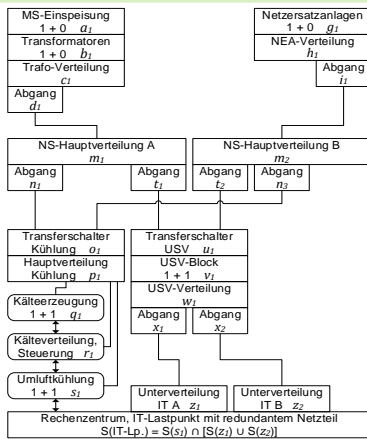 MS-Einspeisung
1 + 0 a₁
Transformatoren
1 + 0 b₁
Trafo-Verteilung
c₁
Abgang
d₁
Netzersatzanlagen
1 + 0 g₁
NEA-Verteilung
h₁
Abgang
i₁
NS-Hauptverteilung A
m₁
Abgang
n₁
Abgang
t₁
NS-Hauptverteilung B
m₂
Abgang
t₂
Abgang
n₃
Transferschalter
Kühlung o₁
Hauptverteilung
Kühlung p₁
Kälteerzeugung
1 + 1 q₁
Kälteverteilung,
Steuerung r₁
Umluftkühlung
1 + 1 s₁
Transferschalter
USV u₁
USV-Block
1 + 1 v₁
USV-Verteilung
w₁
Abgang
x₁
Abgang
x₂
Unterverteilung
IT A z₁
Unterverteilung
IT B z₂
Rechenzentrum, IT-Lastpunkt mit redundantem Netzteil
S(IT-Lp.) = S(s₁) ∩ [S(z₁) ∪ S(z₂)]